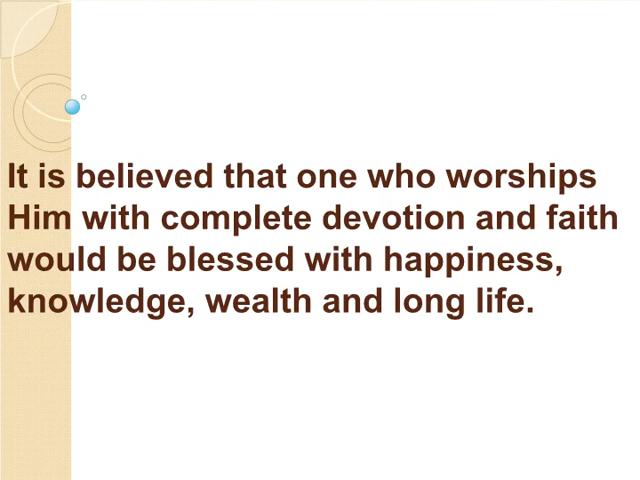 It is believed that one who worships
Him with complete devotion and faith
would be blessed with happiness,
knowledge, wealth and long life.